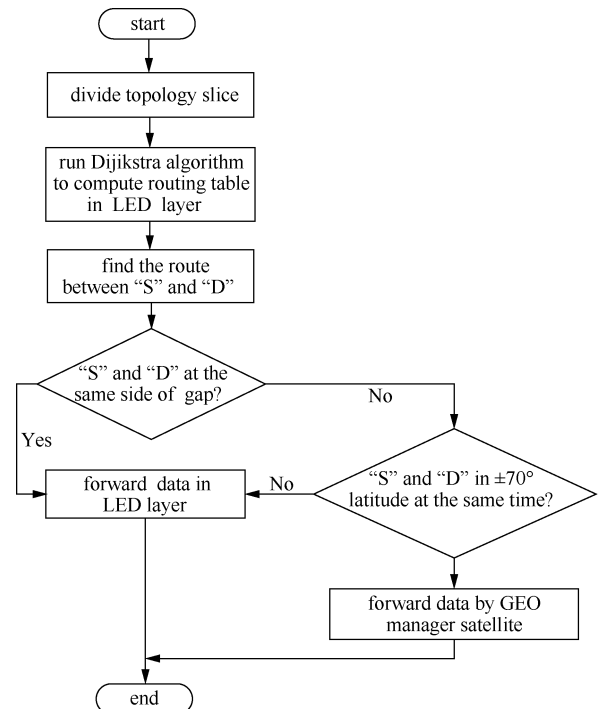 start
divide topology slice
run Dijikstra algorithm
to compute routing table
in LED layer
find the route
between “S” and “D”
“S” and “D” at the
same side of gap?
No
Yes
“S” and “D” in ±70°
latitude at the same time?
No
forward data in
LED layer
forward data by GEO
manager satellite
end